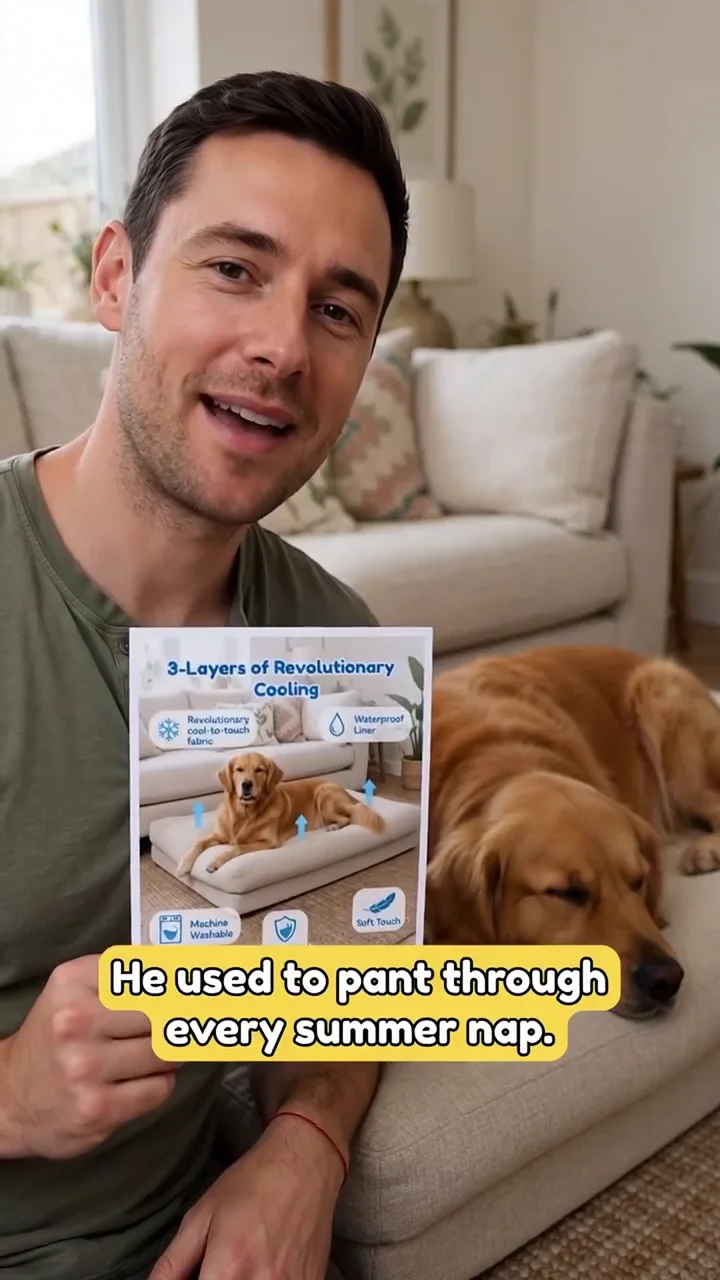 3-Layers of Revolutionary
Cooling
Revolutionary
cool-to-touch
fabric
Waterproof
Liner
Machine
Washable
Soft Touch
He used to pant through
every summer nap.